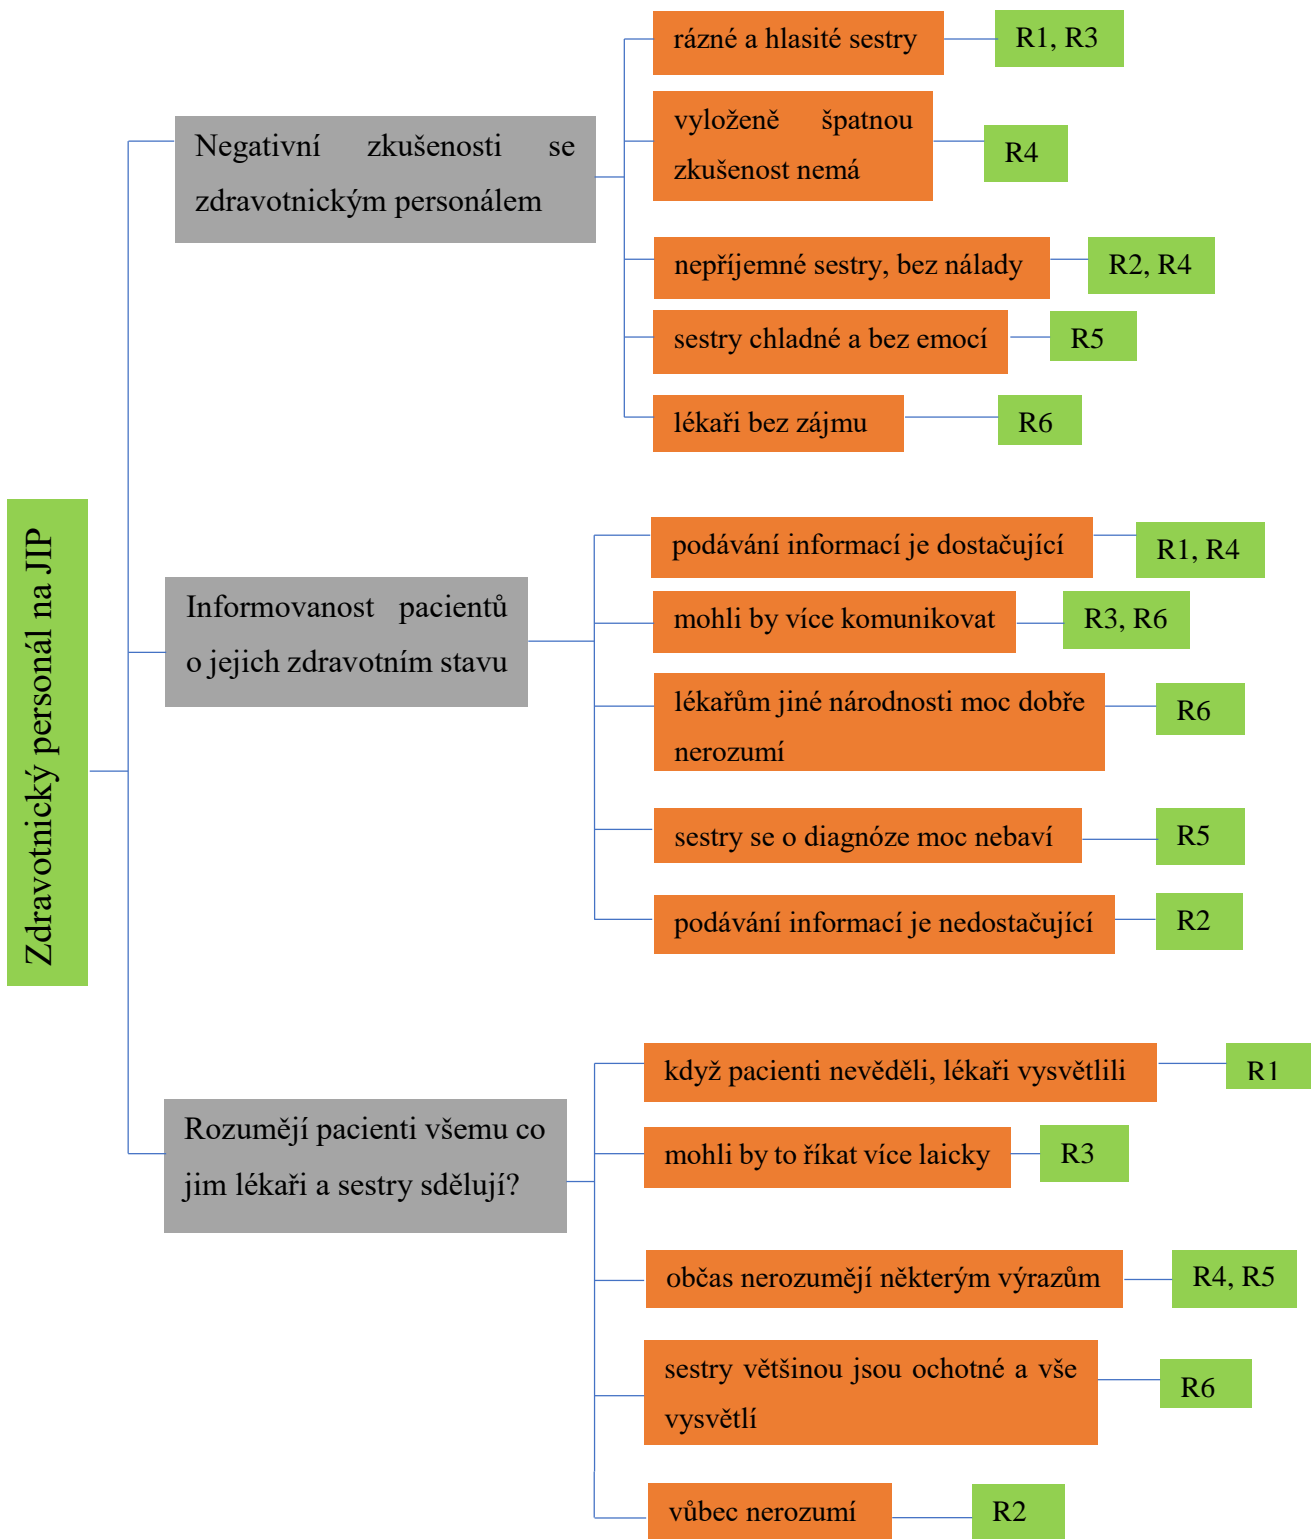 Zdravotnický personál na JIP
Negativní zkušenosti se
zdravotnickým personálem
rázné a hlasité sestry
R1, R3
vyloženě špatnou
zkušenost nemá
R4
nepříjemné sestry, bez nálady
R2, R4
sestry chladné a bez emocí
R5
lékaři bez zájmu
R6
Informovanost pacientů
o jejich zdravotním stavu
podávání informací je dostačující
R1, R4
mohli by více komunikovat
R3, R6
lékařům jiné národnosti moc dobře
nerozumí
R6
sestry se o diagnóze moc nebaví
R5
podávání informací je nedostačující
R2
Rozumějí pacienti všemu co
jim lékaři a sestry sdělují?
když pacienti nevěděli, lékaři vysvětlili
R1
mohli by to říkat více laicky
R3
občas nerozumějí některým výrazům
R4, R5
sestry většinou jsou ochotné a vše
vysvětlí
R6
vůbec nerozumí
R2